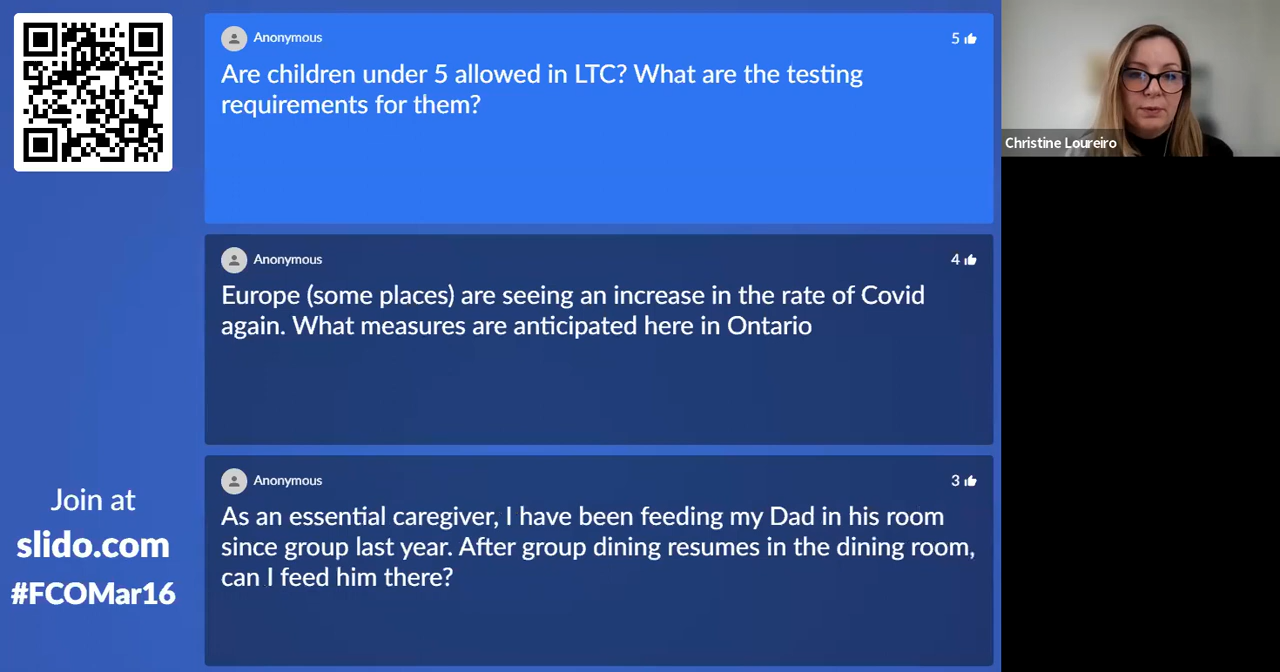 Anonymous
5
Are children under 5 allowed in LTC? What are the testing
requirements for them?
Christine Loureiro
Anonymous
4
Europe (some places) are seeing an increase in the rate of Covid
again. What measures are anticipated here in Ontario
Anonymous
3
As an essential caregiver, I have been feeding my Dad in his room
since group last year. After group dining resumes in the dining room,
can I feed him there?
Join at
slido.com
#FCOMar16